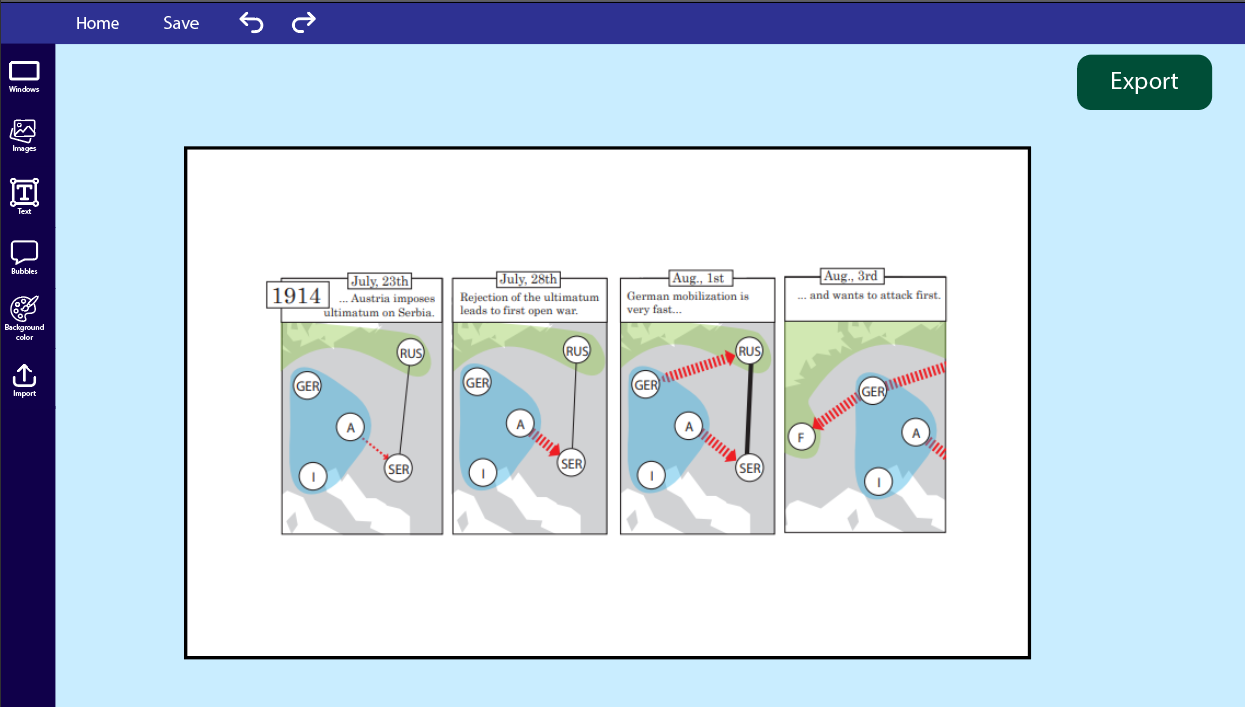 Home Save
Export
Windows
Images
Text
Bubbles
Background
color
Import
1914
July, 23th
... Austria imposes
ultimatum on Serbia.
RUS
GER
A
SER
I
July, 28th
Rejection of the ultimatum
leads to first open war.
RUS
GER
A
SER
I
Aug., 1st
German mobilization is
very fast...
RUS
GER
A
SER
I
Aug., 3rd
... and wants to attack first.
GER
F
A
I